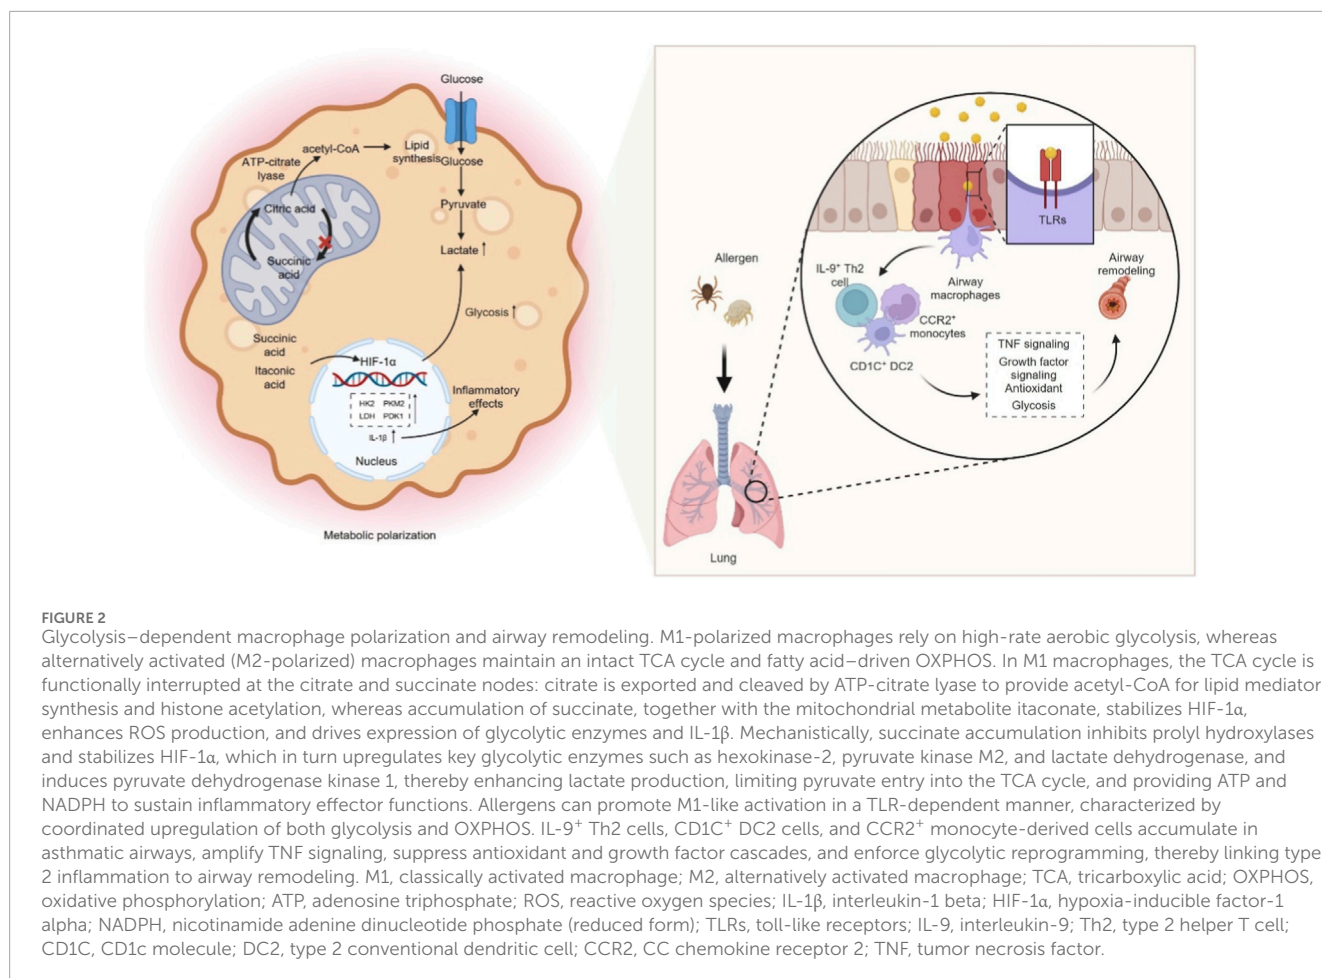 Glucose
acetyl-CoA
Lipid
synthesis
Glucose
ATP-citrate
lyase
Citric acid
Pyruvate
Lactate ↑
Succinic
acid
Glycosis ↑
Succinic
acid
Itaconic
acid
HIF-1α
HK2 PKM2
LDH PDK1
↑
IL-1β ↑
Inflammatory
effects
Nucleus
Metabolic polarization
Allergen
Lung
TLRs
IL-9⁺ Th2
cell
Airway
macrophages
CCR2⁺
monocytes
CD1C⁺ DC2
TNF signaling
Growth factor
signaling
Antioxidant
Glycosis
Airway
remodeling
FIGURE 2
Glycolysis–dependent macrophage polarization and airway remodeling. M1-polarized macrophages rely on high-rate aerobic glycolysis, whereas
alternatively activated (M2-polarized) macrophages maintain an intact TCA cycle and fatty acid–driven OXPHOS. In M1 macrophages, the TCA cycle is
functionally interrupted at the citrate and succinate nodes: citrate is exported and cleaved by ATP-citrate lyase to provide acetyl-CoA for lipid mediator
synthesis and histone acetylation, whereas accumulation of succinate, together with the mitochondrial metabolite itaconate, stabilizes HIF-1α,
enhances ROS production, and drives expression of glycolytic enzymes and IL-1β. Mechanistically, succinate accumulation inhibits prolyl hydroxylases
and stabilizes HIF-1α, which in turn upregulates key glycolytic enzymes such as hexokinase-2, pyruvate kinase M2, and lactate dehydrogenase, and
induces pyruvate dehydrogenase kinase 1, thereby enhancing lactate production, limiting pyruvate entry into the TCA cycle, and providing ATP and
NADPH to sustain inflammatory effector functions. Allergens can promote M1-like activation in a TLR-dependent manner, characterized by
coordinated upregulation of both glycolysis and OXPHOS. IL-9⁺ Th2 cells, CD1C⁺ DC2 cells, and CCR2⁺ monocyte-derived cells accumulate in
asthmatic airways, amplify TNF signaling, suppress antioxidant and growth factor cascades, and enforce glycolytic reprogramming, thereby linking type
2 inflammation to airway remodeling. M1, classically activated macrophage; M2, alternatively activated macrophage; TCA, tricarboxylic acid; OXPHOS,
oxidative phosphorylation; ATP, adenosine triphosphate; ROS, reactive oxygen species; IL-1β, interleukin-1 beta; HIF-1α, hypoxia-inducible factor-1
alpha; NADPH, nicotinamide adenine dinucleotide phosphate (reduced form); TLRs, toll-like receptors; IL-9, interleukin-9; Th2, type 2 helper T cell;
CD1C, CD1c molecule; DC2, type 2 conventional dendritic cell; CCR2, CC chemokine receptor 2; TNF, tumor necrosis factor.